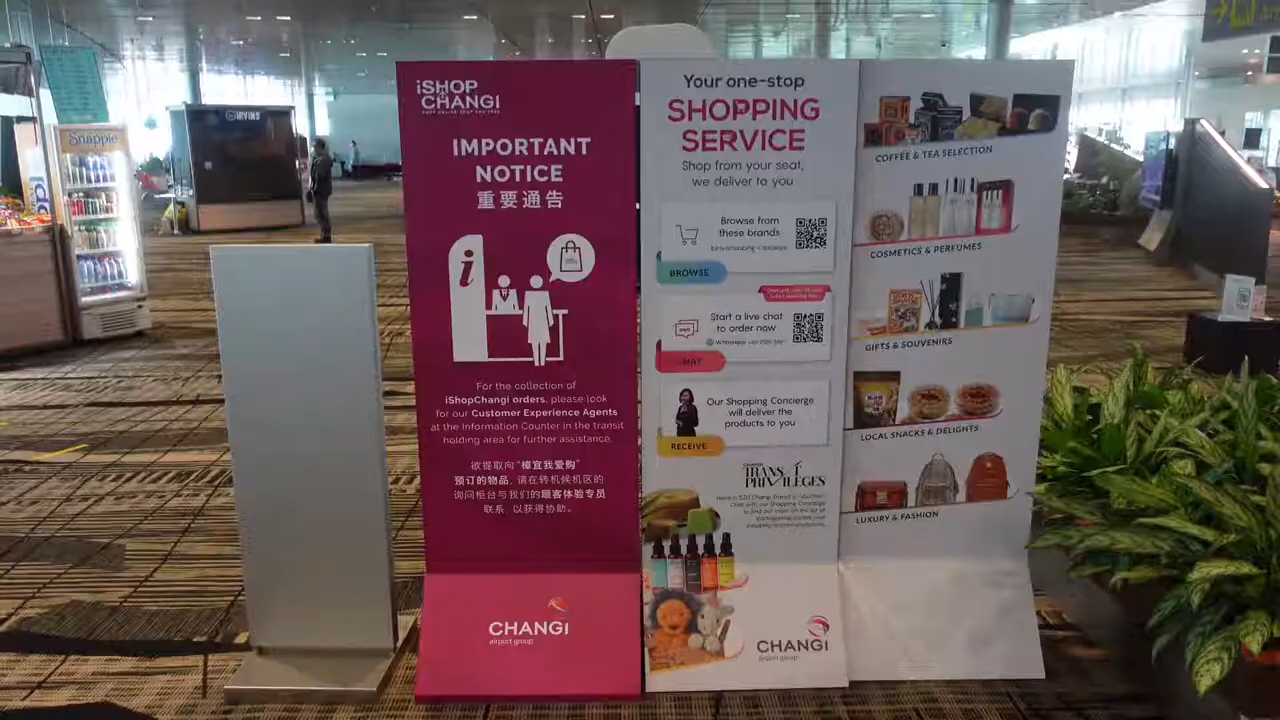 iSHOP
CHANGI
IMPORTANT
NOTICE
重要通告
i
For the collection of
iShopChangi orders, please look
for our Customer Experience Agents
at the Information Counter in the transit
holding area for further assistance.
欲提取向“樟宜我爱购”
预订的物品, 请在转机候机区的
询问柜台与我们的顾客体验专员
联系, 以获得协助。
CHANGI
airport group
Your one-stop
SHOPPING
SERVICE
Shop from your seat,
we deliver to you
Browse from
these brands
BROWSE
Start a live chat
to order now
CHAT
Our Shopping Concierge
will deliver the
products to you
RECEIVE
CHANGI
airport group
COFFEE & TEA SELECTION
COSMETICS & PERFUMES
GIFTS & SOUVENIRS
LOCAL SNACKS & DELIGHTS
LUXURY & FASHION
Snapple
IRVINS